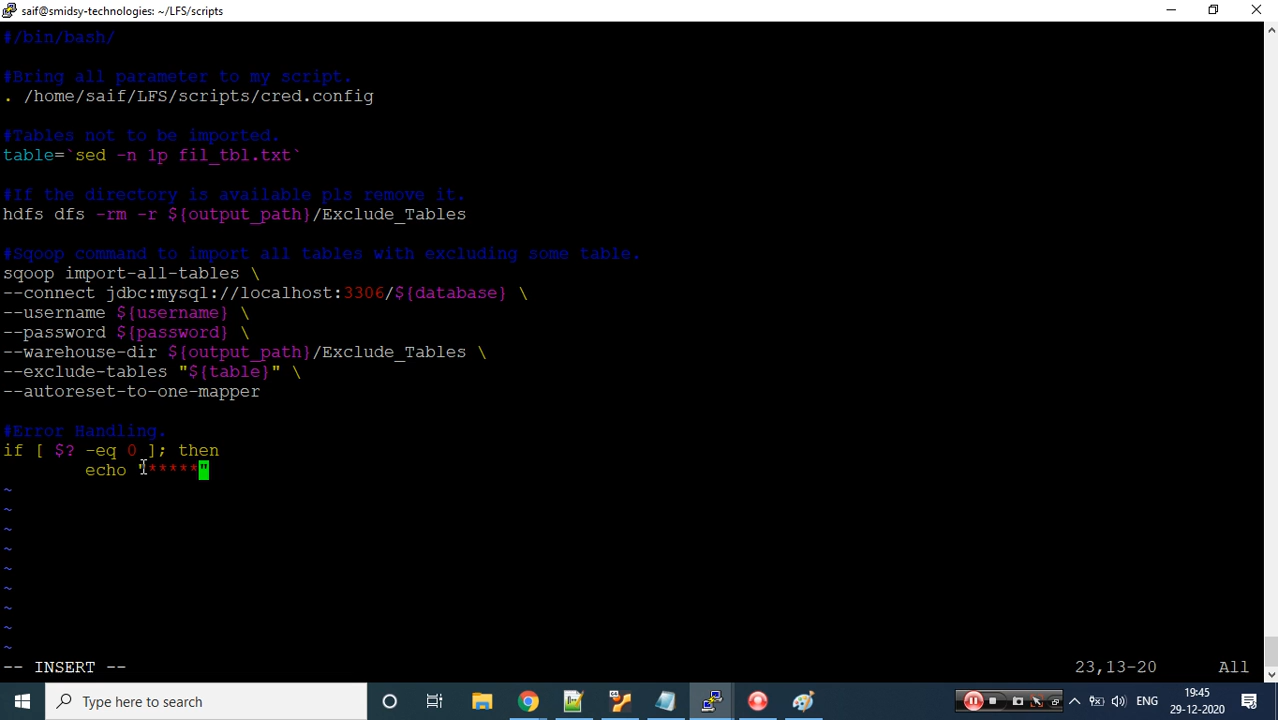 saif@smidsy-technologies: ~/LFS/scripts
#/bin/bash/
#Bring all parameter to my script.
. /home/saif/LFS/scripts/cred.config
#Tables not to be imported.
table=`sed -n 1p fil_tbl.txt`
#If the directory is available pls remove it.
hdfs dfs -rm -r ${output_path}/Exclude_Tables
#Sqoop command to import all tables with excluding some table.
sqoop import-all-tables \
--connect jdbc:mysql://localhost:3306/${database} \
--username ${username} \
--password ${password} \
--warehouse-dir ${output_path}/Exclude_Tables \
--exclude-tables "${table}" \
--autoreset-to-one-mapper
#Error Handling.
if [ $? -eq 0 ]; then
echo "*****"
~
~
~
~
~
~
~
~
~
-- INSERT -- 23,13-20 All
Type here to search
ENG
19:45
29-12-2020